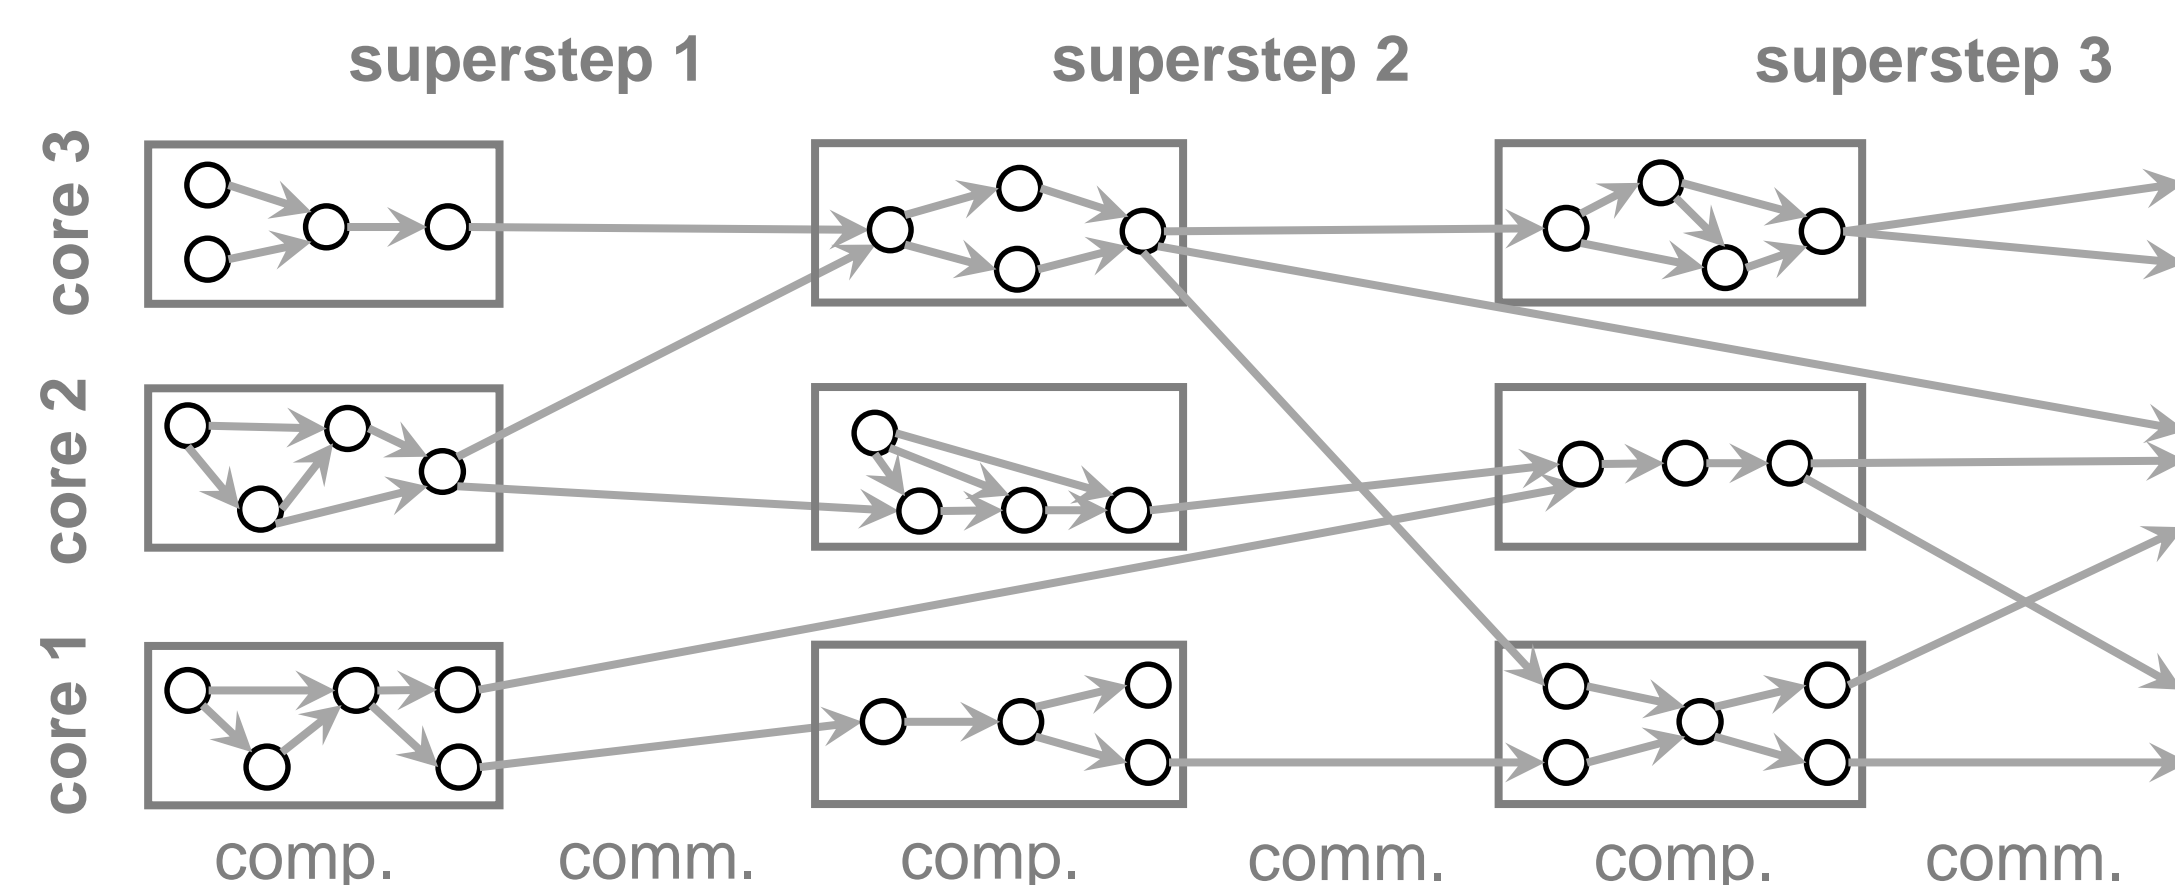 superstep 1
superstep 2
superstep 3
core 3
core 2
core 1
comp.
comm.
comp.
comm.
comp.
comm.